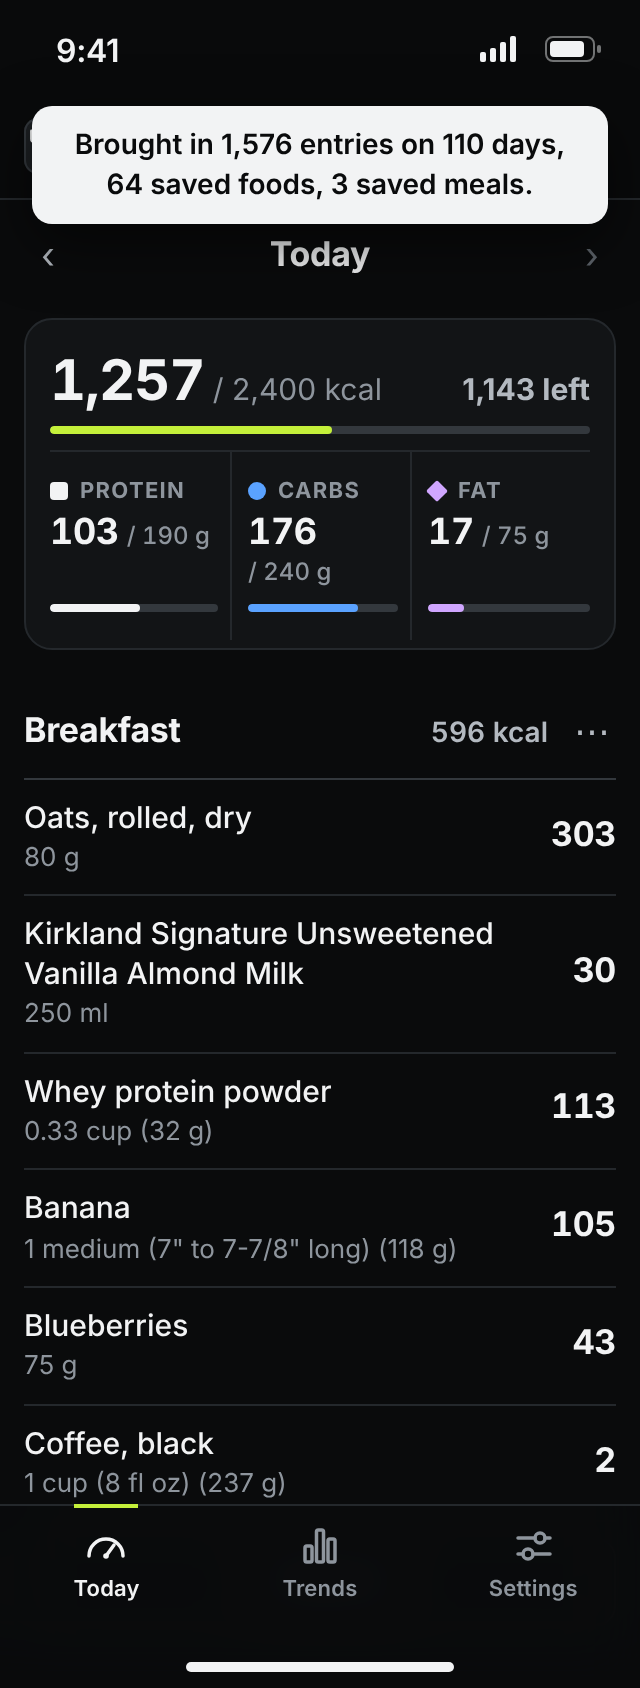 9:41
Brought in 1,576 entries on 110 days,
64 saved foods, 3 saved meals.
‹ Today ›
1,257 / 2,400 kcal 1,143 left
PROTEIN CARBS FAT
103 / 190 g 176 17 / 75 g
/ 240 g
Breakfast 596 kcal ⋯
Oats, rolled, dry
303
80 g
Kirkland Signature Unsweetened
Vanilla Almond Milk
30
250 ml
Whey protein powder
113
0.33 cup (32 g)
Banana
105
1 medium (7" to 7-7/8" long) (118 g)
Blueberries
43
75 g
Coffee, black
2
1 cup (8 fl oz) (237 g)
Today Trends Settings